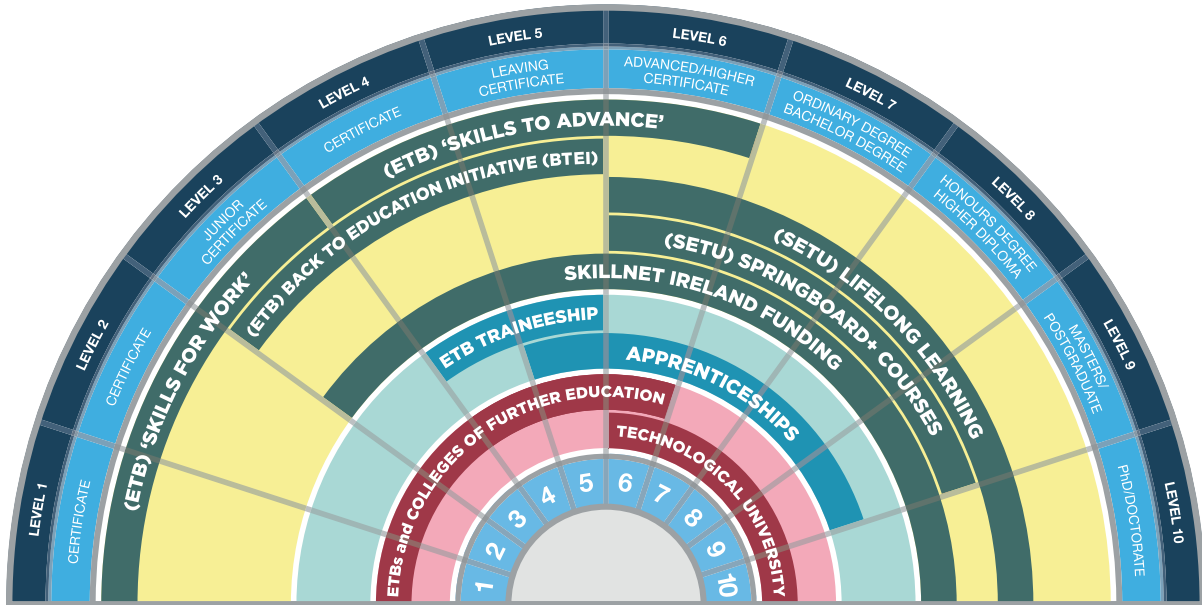 LEVEL 1
LEVEL 2
LEVEL 3
LEVEL 4
LEVEL 5
LEVEL 6
LEVEL 7
LEVEL 8
LEVEL 9
LEVEL 10
CERTIFICATE
CERTIFICATE
JUNIOR
CERTIFICATE
CERTIFICATE
LEAVING
CERTIFICATE
ADVANCED/HIGHER
CERTIFICATE
ORDINARY DEGREE
BACHELOR DEGREE
HONOURS DEGREE
HIGHER DIPLOMA
MASTERS/
POSTGRADUATE
PhD/DOCTORATE
(ETB) ‘SKILLS FOR WORK’
(ETB) ‘SKILLS TO ADVANCE’
(ETB) BACK TO EDUCATION INITIATIVE (BTEI)
(SETU) LIFELONG LEARNING
(SETU) SPRINGBOARD+ COURSES
SKILLNET IRELAND FUNDING
ETB TRAINEESHIP
APPRENTICESHIPS
ETBs and COLLEGES OF FURTHER EDUCATION
TECHNOLOGICAL UNIVERSITY
1
2
3
4
5
6
7
8
9
10